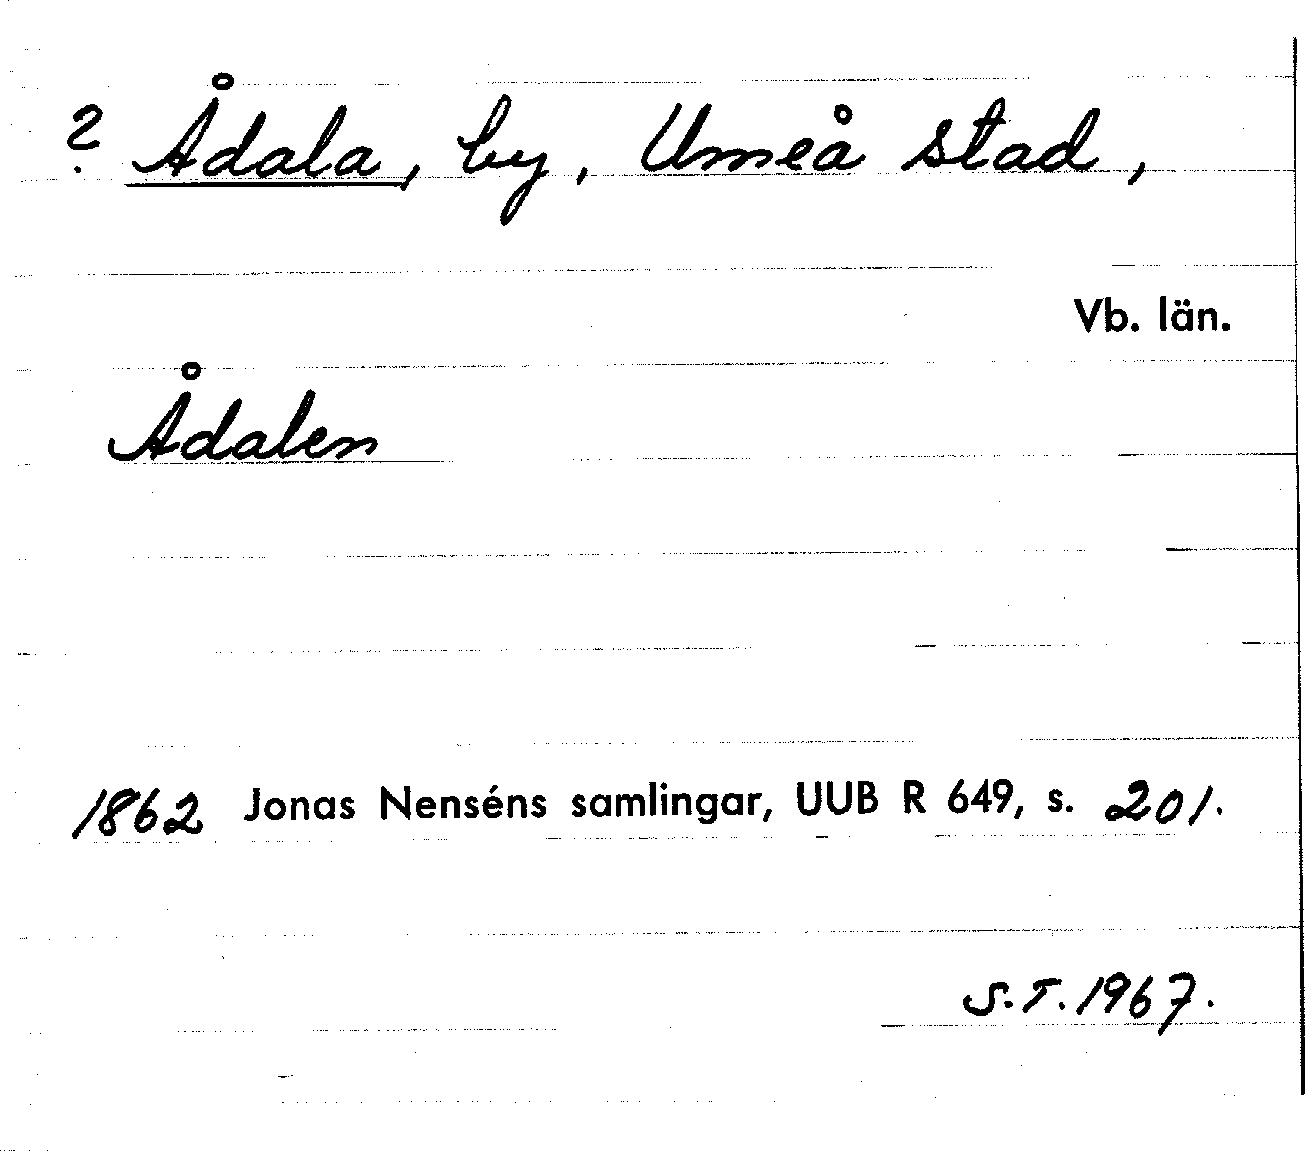 ? Ådala, by, Umeå stad,
Vb. län.
Ådalen
1862 Jonas Nenséns samlingar, UUB R 649, s. 201.
S.T. 1967.